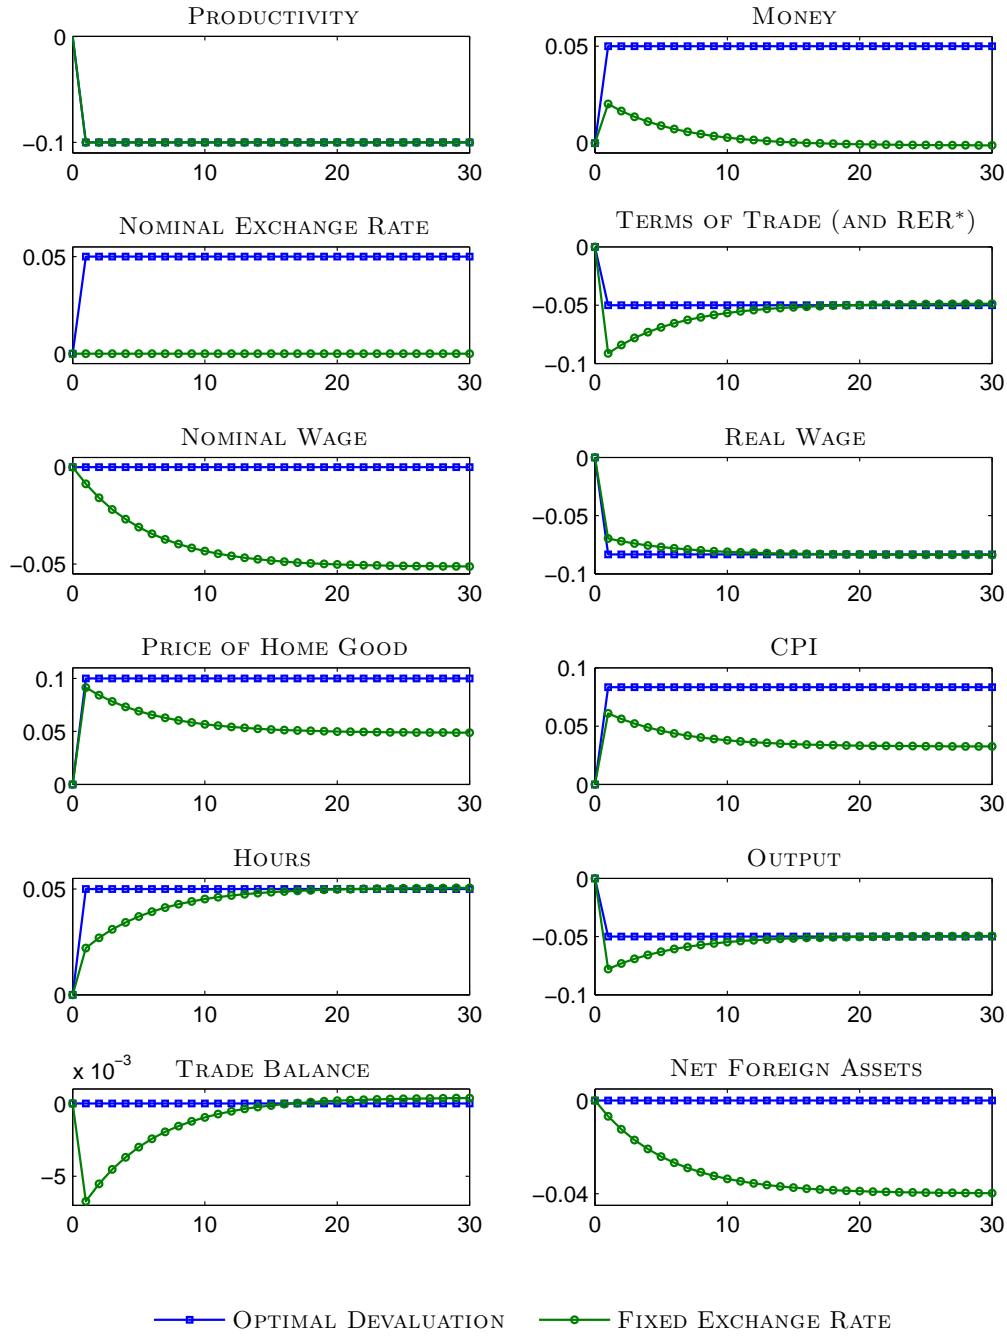 PRODUCTIVITY
0
−0.1
0 10 20 30
MONEY
0.05
0
0 10 20 30
NOMINAL EXCHANGE RATE
0.05
0
0 10 20 30
TERMS OF TRADE (AND RER*)
0
−0.05
−0.1
0 10 20 30
NOMINAL WAGE
0
−0.05
0 10 20 30
REAL WAGE
0
−0.05
−0.1
0 10 20 30
PRICE OF HOME GOOD
0.1
0.05
0
0 10 20 30
CPI
0.1
0.05
0
0 10 20 30
HOURS
0.05
0
0 10 20 30
OUTPUT
0
−0.05
−0.1
0 10 20 30
x 10−3
TRADE BALANCE
0
−5
0 10 20 30
NET FOREIGN ASSETS
0
−0.04
0 10 20 30
OPTIMAL DEVALUATION
FIXED EXCHANGE RATE